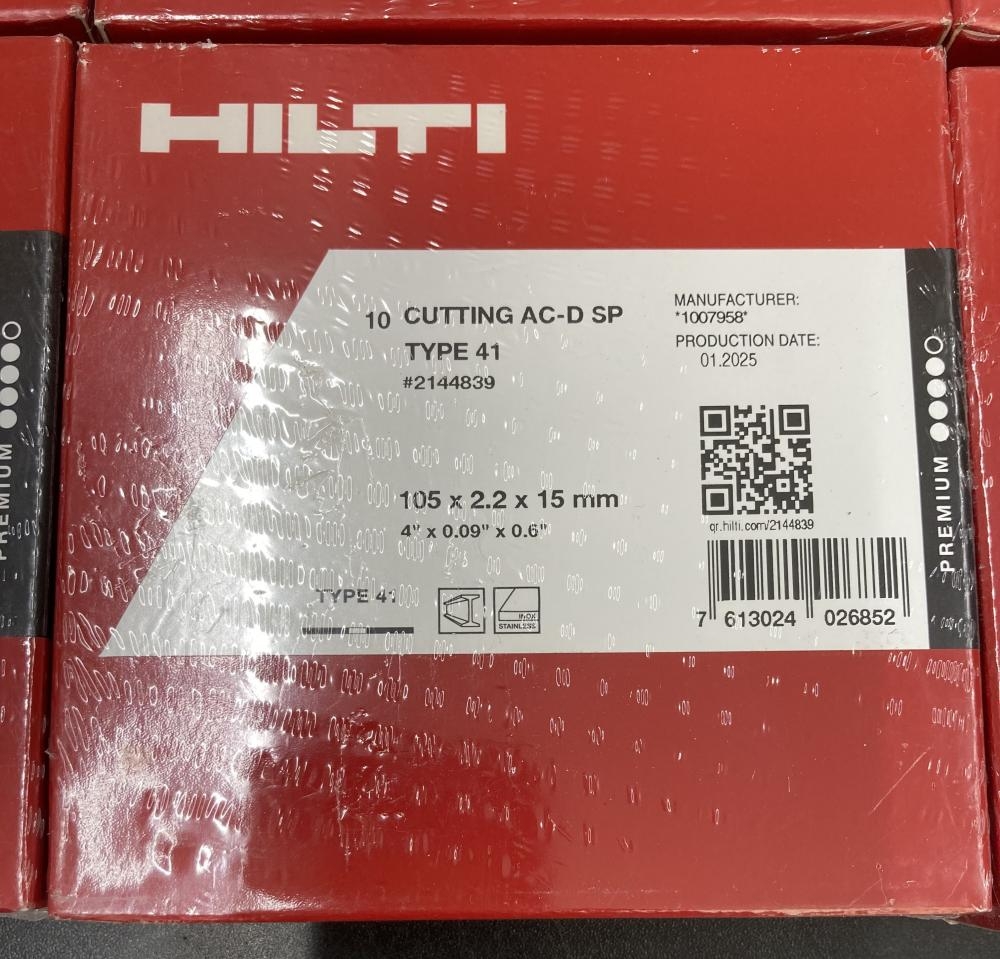 HILTI
10 CUTTING AC-D SP
TYPE 41
#2144839
105 x 2.2 x 15 mm
4" x 0.09" x 0.6"
TYPE 41
INOX
STAINLESS
MANUFACTURER:
*1007958*
PRODUCTION DATE:
01.2025
qr.hilti.com/2144839
7 613024 026852
PREMIUM
PREMIUM